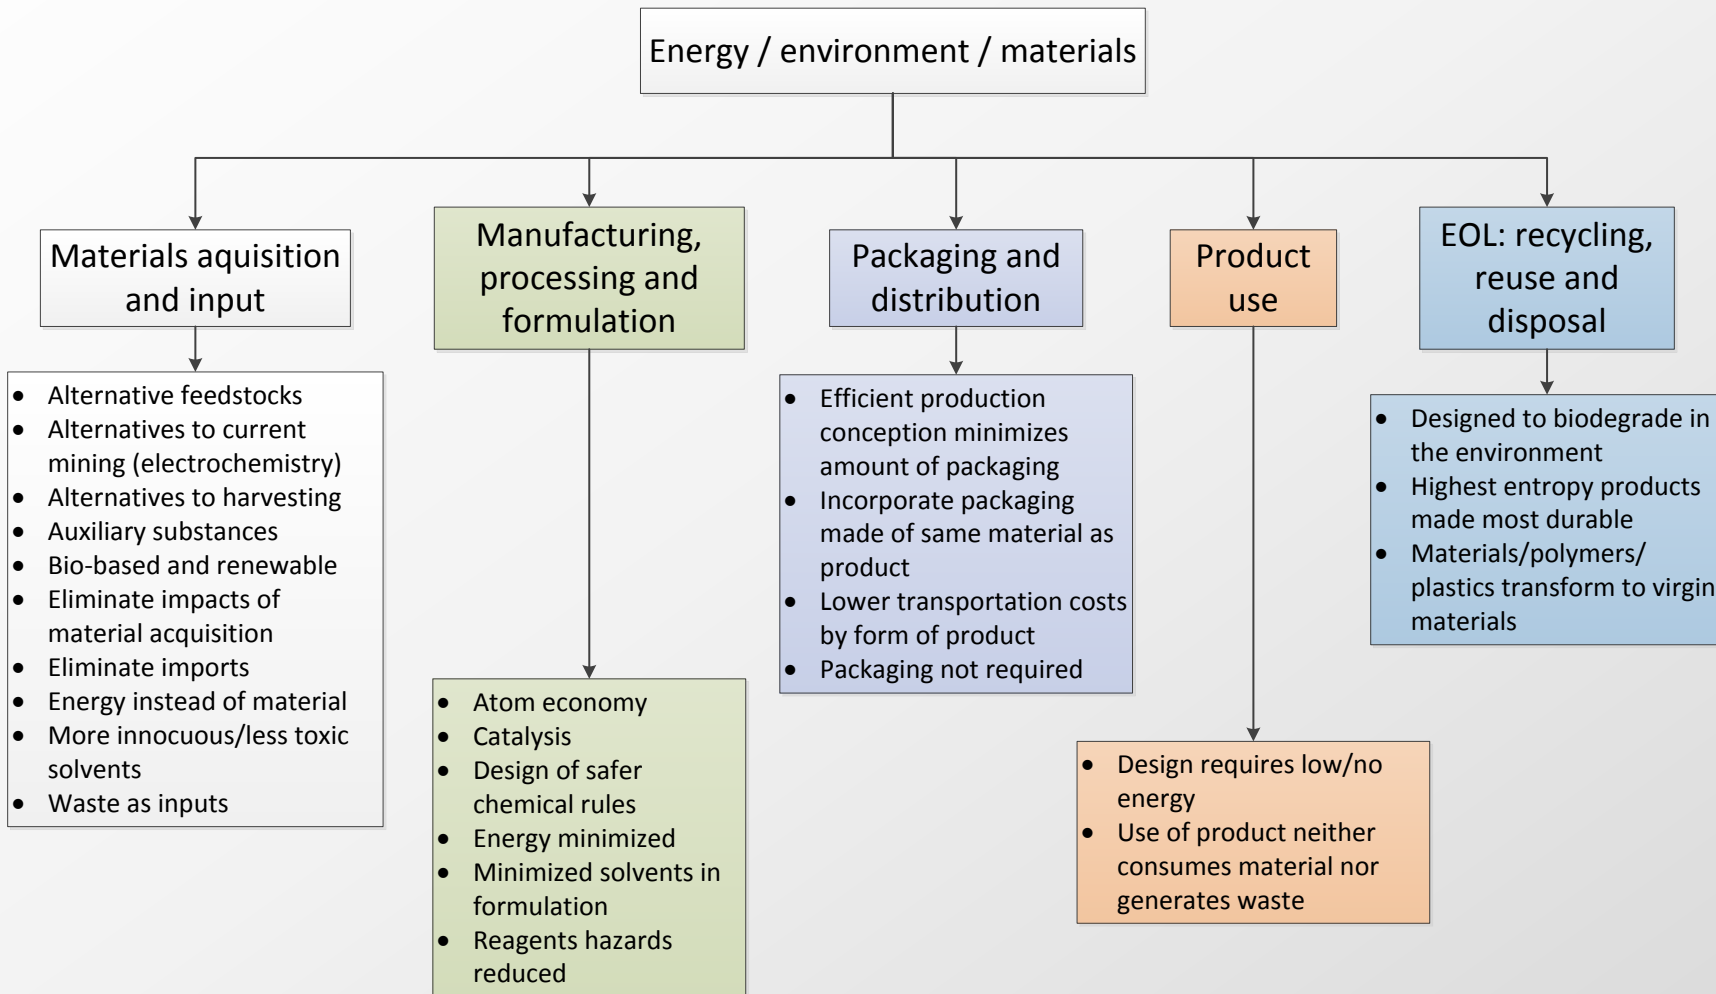 Energy / environment / materials
Materials aquisition
and input
• Alternative feedstocks
• Alternatives to current
mining (electrochemistry)
• Alternatives to harvesting
• Auxiliary substances
• Bio-based and renewable
• Eliminate impacts of
material acquisition
• Eliminate imports
• Energy instead of material
• More innocuous/less toxic
solvents
• Waste as inputs
Manufacturing,
processing and
formulation
• Atom economy
• Catalysis
• Design of safer
chemical rules
• Energy minimized
• Minimized solvents in
formulation
• Reagents hazards
reduced
Packaging and
distribution
• Efficient production
conception minimizes
amount of packaging
• Incorporate packaging
made of same material as
product
• Lower transportation costs
by form of product
• Packaging not required
Product
use
• Design requires low/no
energy
• Use of product neither
consumes material nor
generates waste
EOL: recycling,
reuse and
disposal
• Designed to biodegrade in
the environment
• Highest entropy products
made most durable
• Materials/polymers/
plastics transform to virgin
materials